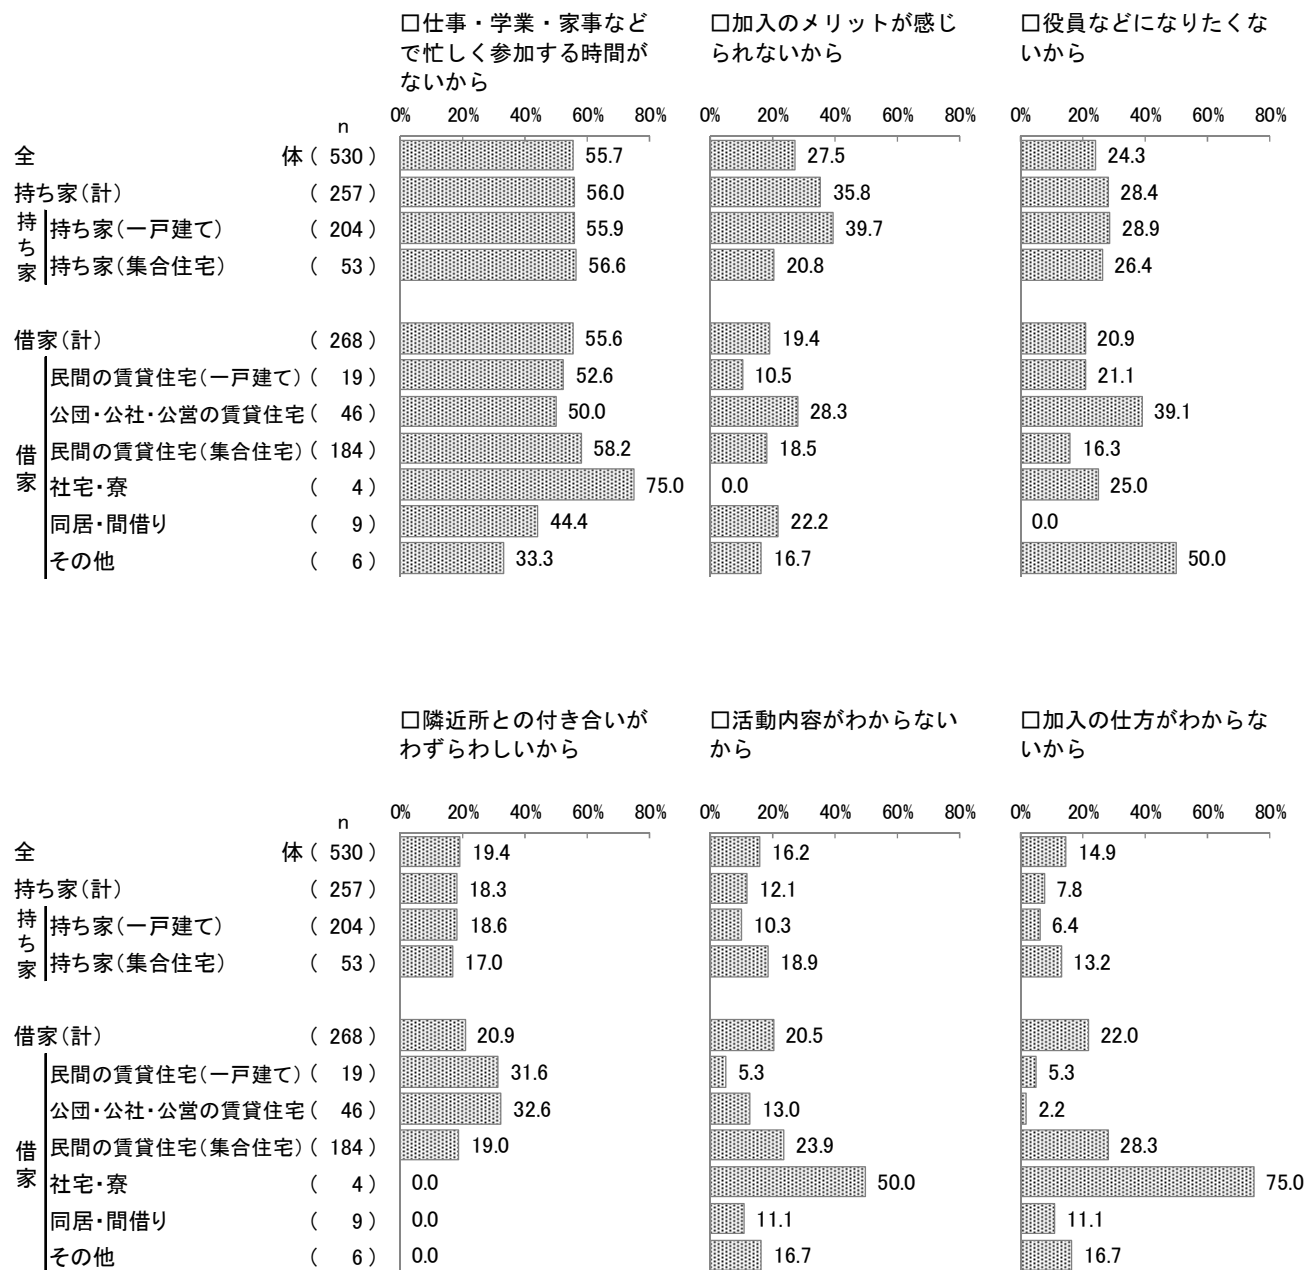 □仕事・学業・家事など
で忙しく参加する時間が
ないから
□加入のメリットが感じ
られないから
□役員などになりたくな
いから
0% 20% 40% 60% 80% 0% 20% 40% 60% 80% 0% 20% 40% 60% 80%
n
全体( 530 ) 55.7 27.5 24.3
持ち家(計) ( 257 ) 56.0 35.8 28.4
持ち家
持ち家(一戸建て) ( 204 ) 55.9 39.7 28.9
持ち家(集合住宅) ( 53 ) 56.6 20.8 26.4
借家(計) ( 268 ) 55.6 19.4 20.9
借家
民間の賃貸住宅(一戸建て)( 19 ) 52.6 10.5 21.1
公団・公社・公営の賃貸住宅( 46 ) 50.0 28.3 39.1
民間の賃貸住宅(集合住宅)( 184 ) 58.2 18.5 16.3
社宅・寮 ( 4 ) 75.0 0.0 25.0
同居・間借り ( 9 ) 44.4 22.2 0.0
その他 ( 6 ) 33.3 16.7 50.0
□隣近所との付き合いが
わずらわしいから
□活動内容がわからない
から
□加入の仕方がわからな
いから
0% 20% 40% 60% 80% 0% 20% 40% 60% 80% 0% 20% 40% 60% 80%
n
全体( 530 ) 19.4 16.2 14.9
持ち家(計) ( 257 ) 18.3 12.1 7.8
持ち家
持ち家(一戸建て) ( 204 ) 18.6 10.3 6.4
持ち家(集合住宅) ( 53 ) 17.0 18.9 13.2
借家(計) ( 268 ) 20.9 20.5 22.0
借家
民間の賃貸住宅(一戸建て)( 19 ) 31.6 5.3 5.3
公団・公社・公営の賃貸住宅( 46 ) 32.6 13.0 2.2
民間の賃貸住宅(集合住宅)( 184 ) 19.0 23.9 28.3
社宅・寮 ( 4 ) 0.0 50.0 75.0
同居・間借り ( 9 ) 0.0 11.1 11.1
その他 ( 6 ) 0.0 16.7 16.7